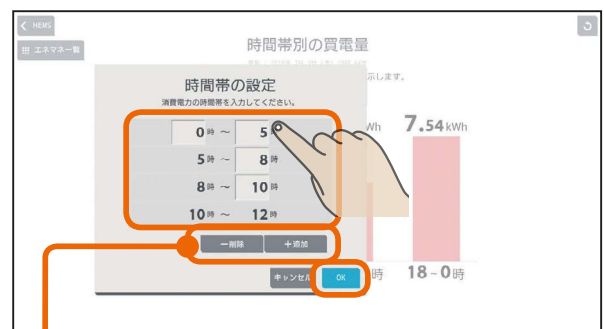 HEMS
エネマネ一覧
時間帯別の買電量
示します。
時間帯の設定
消費電力の時間帯を入力してください。
0時 ～ 5
5時 ～ 8時
8時 ～ 10時
10時 ～ 12時
－削除 ＋追加
キャンセル OK
Wh 7.54kWh
時 18-0時